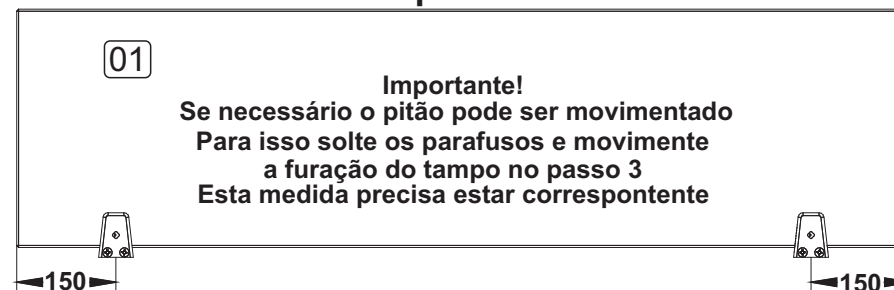 01
Importante!
Se necessário o pitão pode ser movimentado
Para isso solte os parafusos e movimente
a furação do tampo no passo 3
Esta medida precisa estar correspontente
150
150